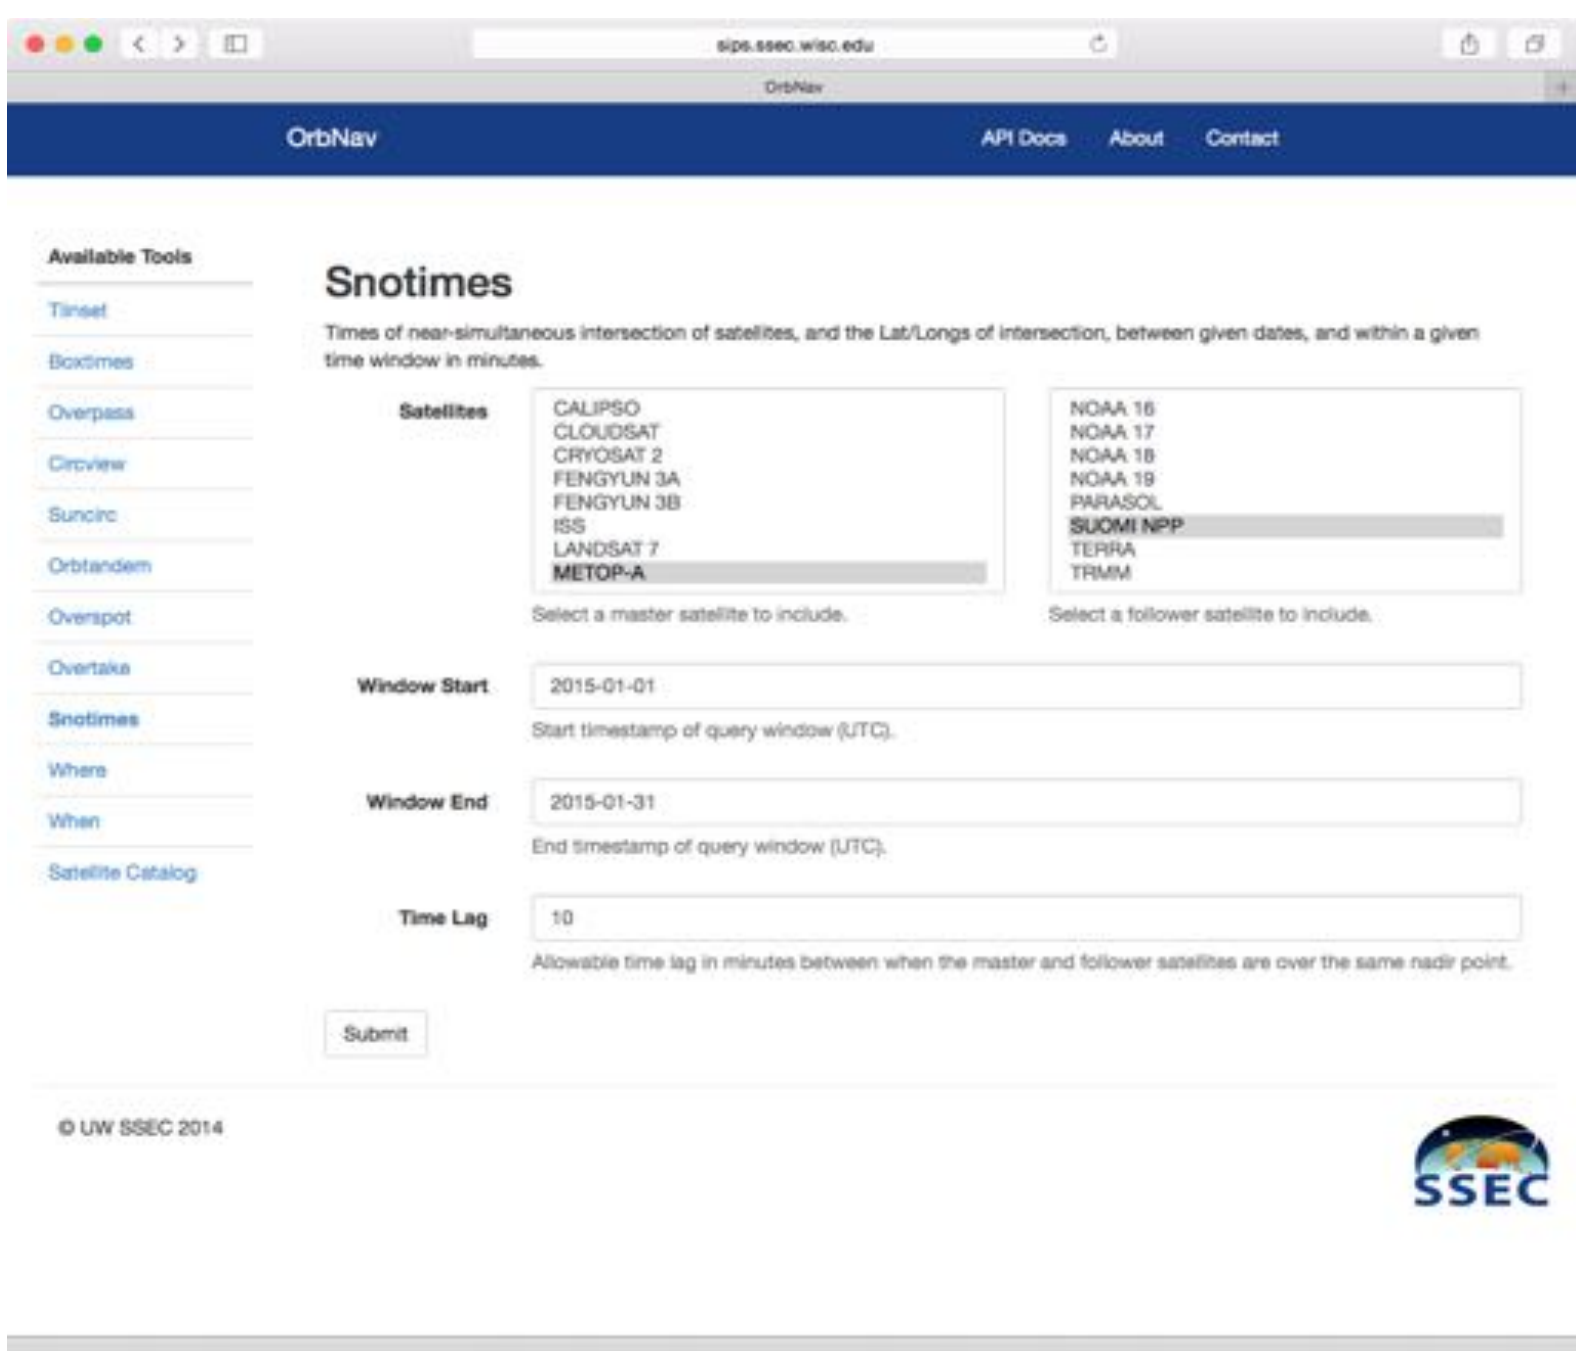 sips.ssec.wisc.edu
OrbNav
OrbNav
API Docs About Contact
Available Tools
Tlinset
Boxtimes
Overpass
Circview
Suncirc
Orbtandem
Overspot
Overtake
Snotimes
Where
When
Satellite Catalog
Snotimes
Times of near-simultaneous intersection of satellites, and the Lat/Longs of intersection, between given dates, and within a given
time window in minutes.
Satellites
CALIPSO
CLOUDSAT
CRYOSAT 2
FENGYUN 3A
FENGYUN 3B
ISS
LANDSAT 7
METOP-A
Select a master satellite to include.
NOAA 16
NOAA 17
NOAA 18
NOAA 19
PARASOL
SUOMI NPP
TERRA
TRMM
Select a follower satellite to include.
Window Start
2015-01-01
Start timestamp of query window (UTC).
Window End
2015-01-31
End timestamp of query window (UTC).
Time Lag
10
Allowable time lag in minutes between when the master and follower satellites are over the same nadir point.
Submit
© UW SSEC 2014
SSEC